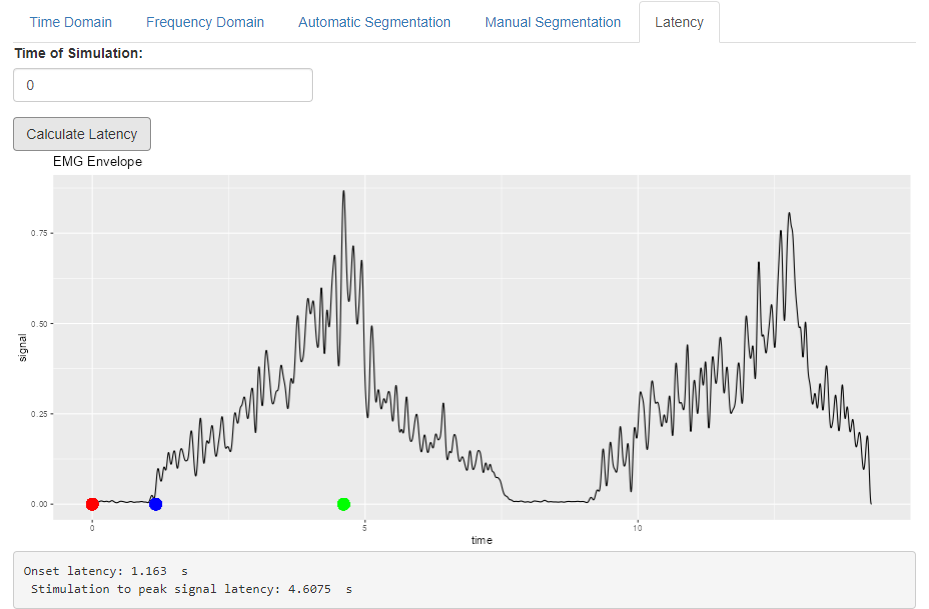 Time Domain Frequency Domain Automatic Segmentation Manual Segmentation Latency
Time of Simulation:
0
Calculate Latency
EMG Envelope
0.75
0.50
0.25
0.00
signal
0 5 10
time
Onset latency: 1.163 s
Stimulation to peak signal latency: 4.6075 s